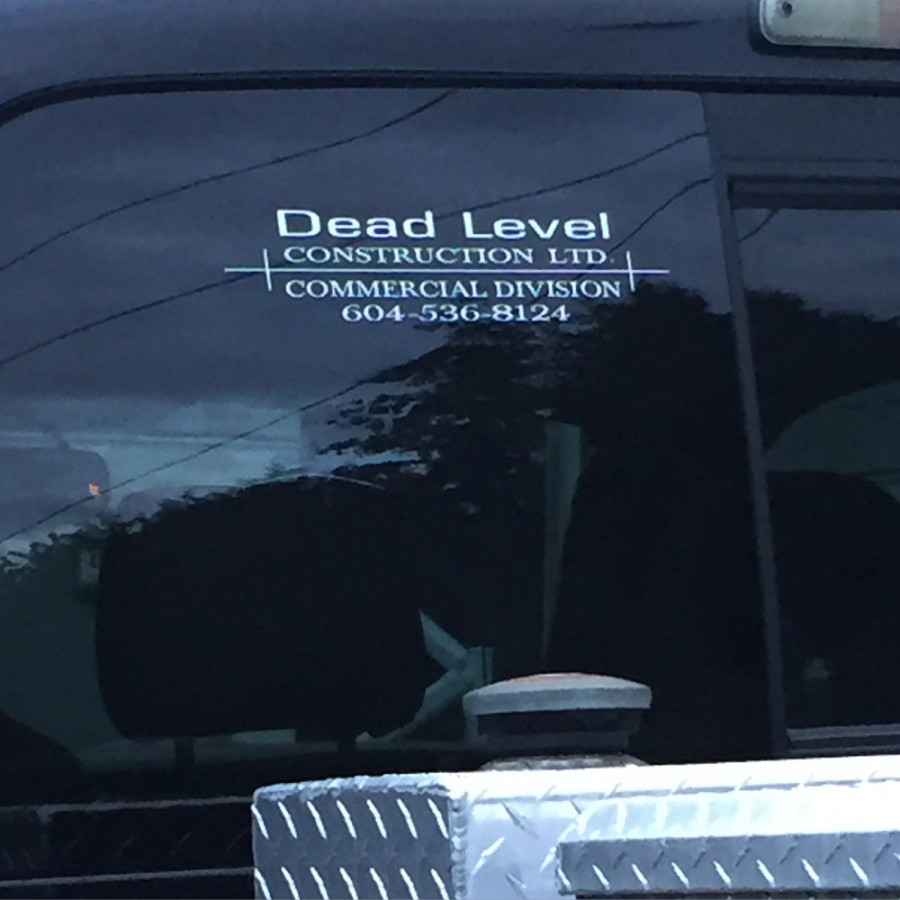 Dead Level
CONSTRUCTION LTD.
COMMERCIAL DIVISION
604-536-8124